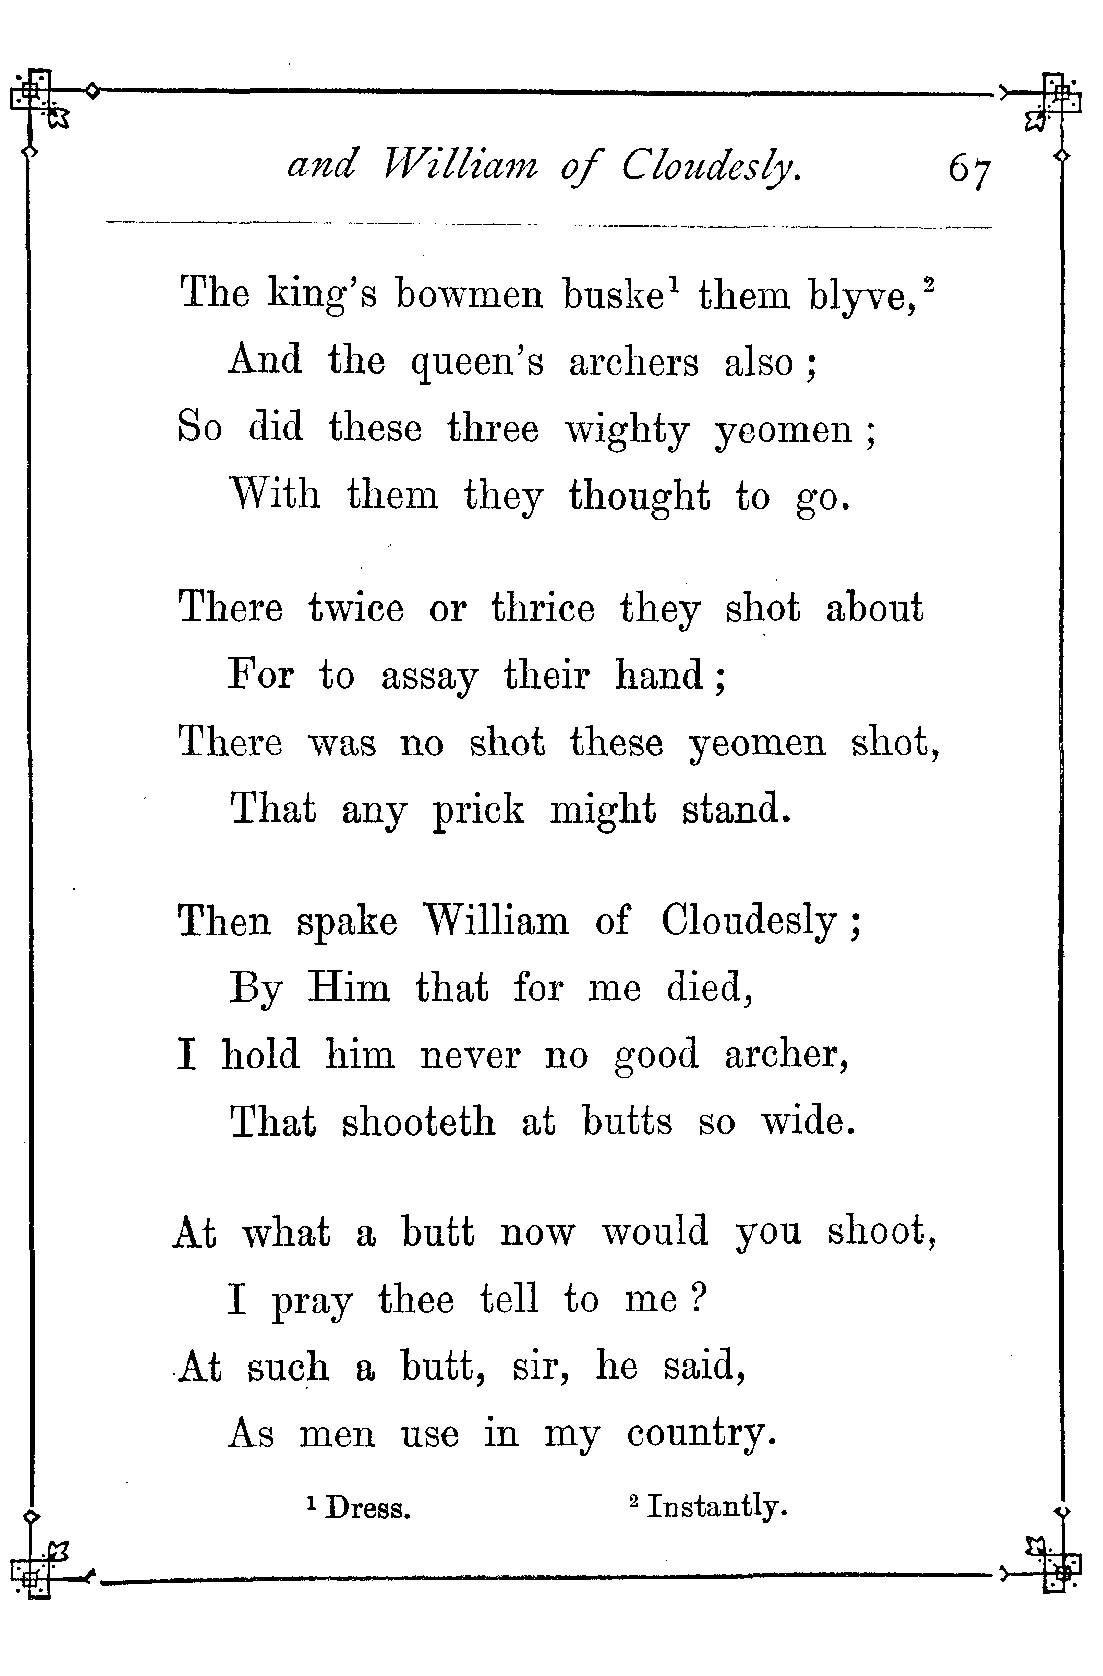 and William of Cloudesly. 67
The king's bowmen buske¹ them blyve,²
And the queen's archers also ;
So did these three wighty yeomen ;
With them they thought to go.
There twice or thrice they shot about
For to assay their hand ;
There was no shot these yeomen shot,
That any prick might stand.
Then spake William of Cloudesly ;
By Him that for me died,
I hold him never no good archer,
That shooteth at butts so wide.
At what a butt now would you shoot,
I pray thee tell to me ?
At such a butt, sir, he said,
As men use in my country.
¹ Dress. ² Instantly.